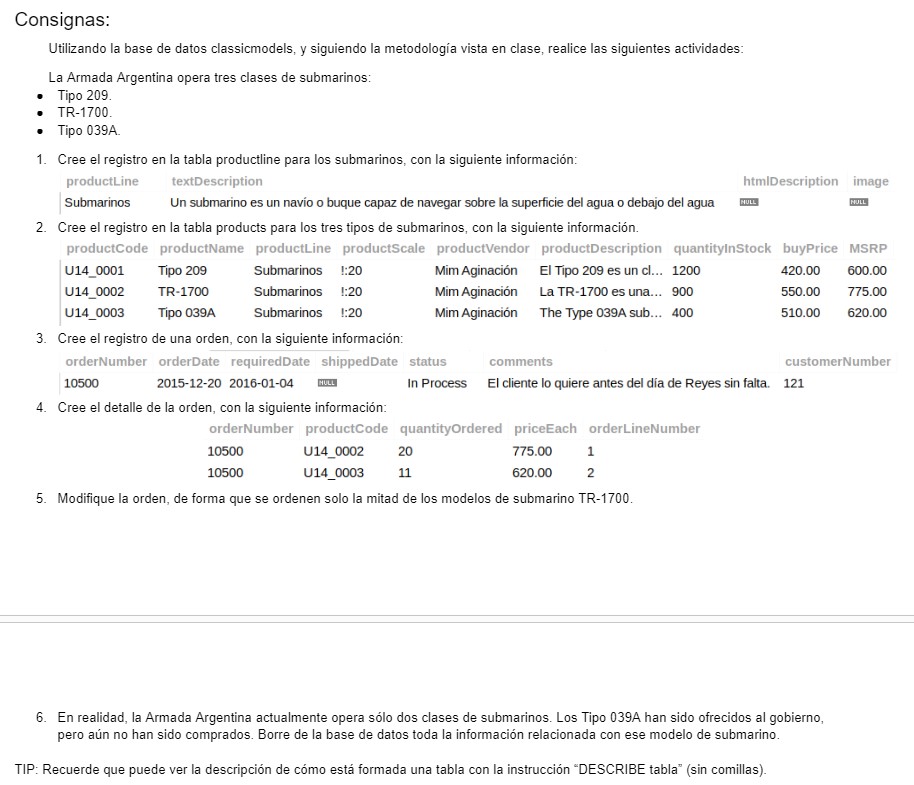 Consignas:
Utilizando la base de datos classicmodels, y siguiendo la metodología vista en clase, realice las siguientes actividades:
La Armada Argentina opera tres clases de submarinos:
• Tipo 209.
• TR-1700.
• Tipo 039A.
1. Cree el registro en la tabla productline para los submarinos, con la siguiente información:
productLine textDescription htmlDescription image
Submarinos Un submarino es un navío o buque capaz de navegar sobre la superficie del agua o debajo del agua NULL NULL
2. Cree el registro en la tabla products para los tres tipos de submarinos, con la siguiente información.
productCode productName productLine productScale productVendor productDescription quantityInStock buyPrice MSRP
U14_0001 Tipo 209 Submarinos !:20 Mim Aginación El Tipo 209 es un cl... 1200 420.00 600.00
U14_0002 TR-1700 Submarinos !:20 Mim Aginación La TR-1700 es una... 900 550.00 775.00
U14_0003 Tipo 039A Submarinos !:20 Mim Aginación The Type 039A sub... 400 510.00 620.00
3. Cree el registro de una orden, con la siguiente información:
orderNumber orderDate requiredDate shippedDate status comments customerNumber
10500 2015-12-20 2016-01-04 NULL In Process El cliente lo quiere antes del día de Reyes sin falta. 121
4. Cree el detalle de la orden, con la siguiente información:
orderNumber productCode quantityOrdered priceEach orderLineNumber
10500 U14_0002 20 775.00 1
10500 U14_0003 11 620.00 2
5. Modifique la orden, de forma que se ordenen solo la mitad de los modelos de submarino TR-1700.
6. En realidad, la Armada Argentina actualmente opera sólo dos clases de submarinos. Los Tipo 039A han sido ofrecidos al gobierno,
pero aún no han sido comprados. Borre de la base de datos toda la información relacionada con ese modelo de submarino.
TIP: Recuerde que puede ver la descripción de cómo está formada una tabla con la instrucción “DESCRIBE tabla” (sin comillas).